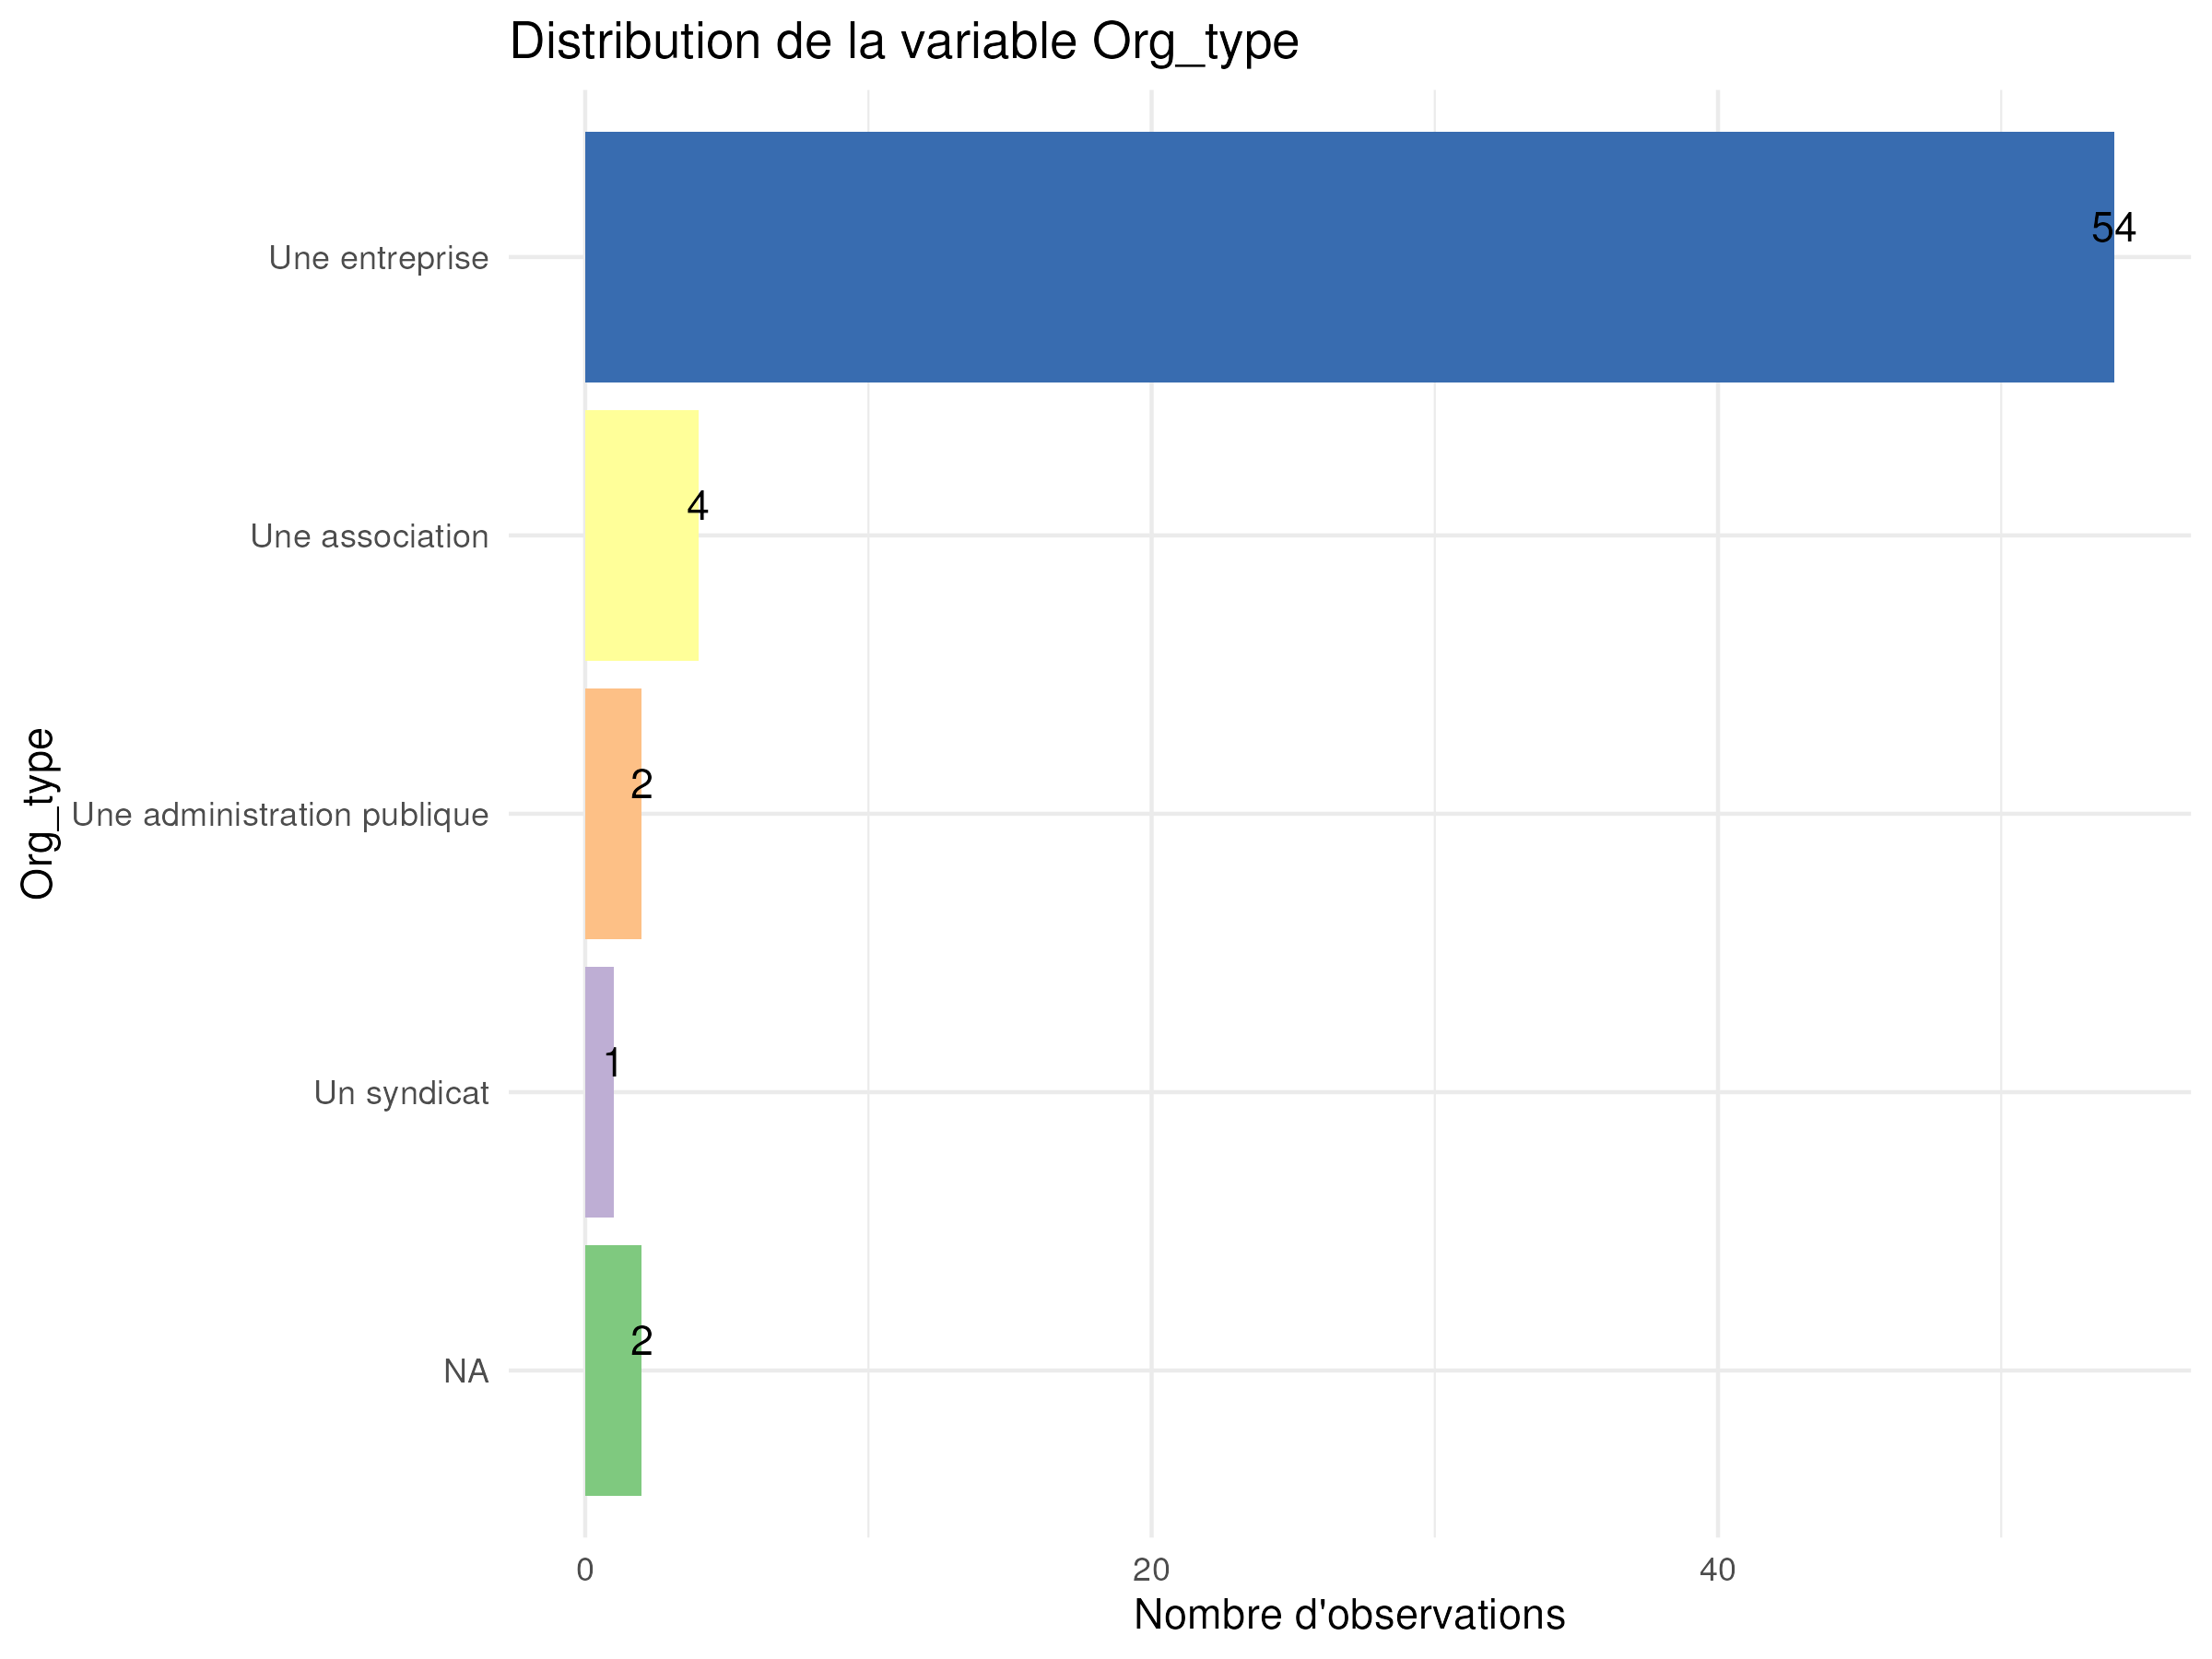 Distribution de la variable Org_type
Une entreprise
54
Une association
4
Org_type
Une administration publique
2
Un syndicat
1
NA
2
0
20
40
Nombre d'observations